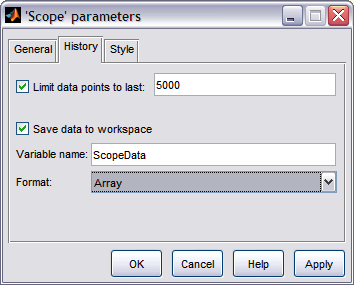 'Scope' parameters
General History Style
Limit data points to last: 5000
Save data to workspace
Variable name: ScopeData
Format: Array
OK Cancel Help Apply